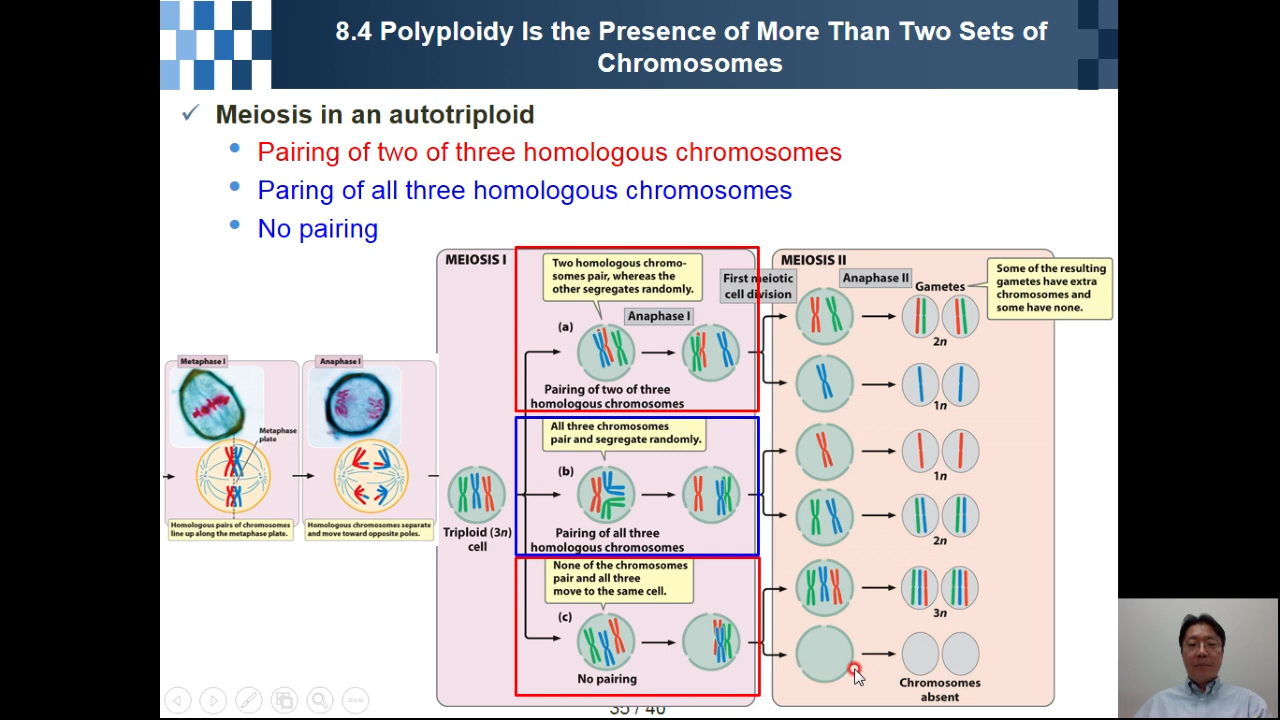 8.4 Polyploidy Is the Presence of More Than Two Sets of
Chromosomes
Meiosis in an autotriploid
Pairing of two of three homologous chromosomes
Paring of all three homologous chromosomes
No pairing
Metaphase I
Metaphase
plate
Homologous pairs of chromosomes
line up along the metaphase plate.
Anaphase I
Homologous chromosomes separate
and move toward opposite poles.
MEIOSIS I
Triploid (3n)
cell
Two homologous chromo-
somes pair, whereas the
other segregates randomly.
(a)
Anaphase I
Pairing of two of three
homologous chromosomes
All three chromosomes
pair and segregate randomly.
(b)
Pairing of all three
homologous chromosomes
None of the chromosomes
pair and all three
move to the same cell.
(c)
No pairing
First meiotic
cell division
MEIOSIS II
Anaphase II
Gametes
Some of the resulting
gametes have extra
chromosomes and
some have none.
2n
1n
1n
2n
3n
Chromosomes
absent
35 / 40